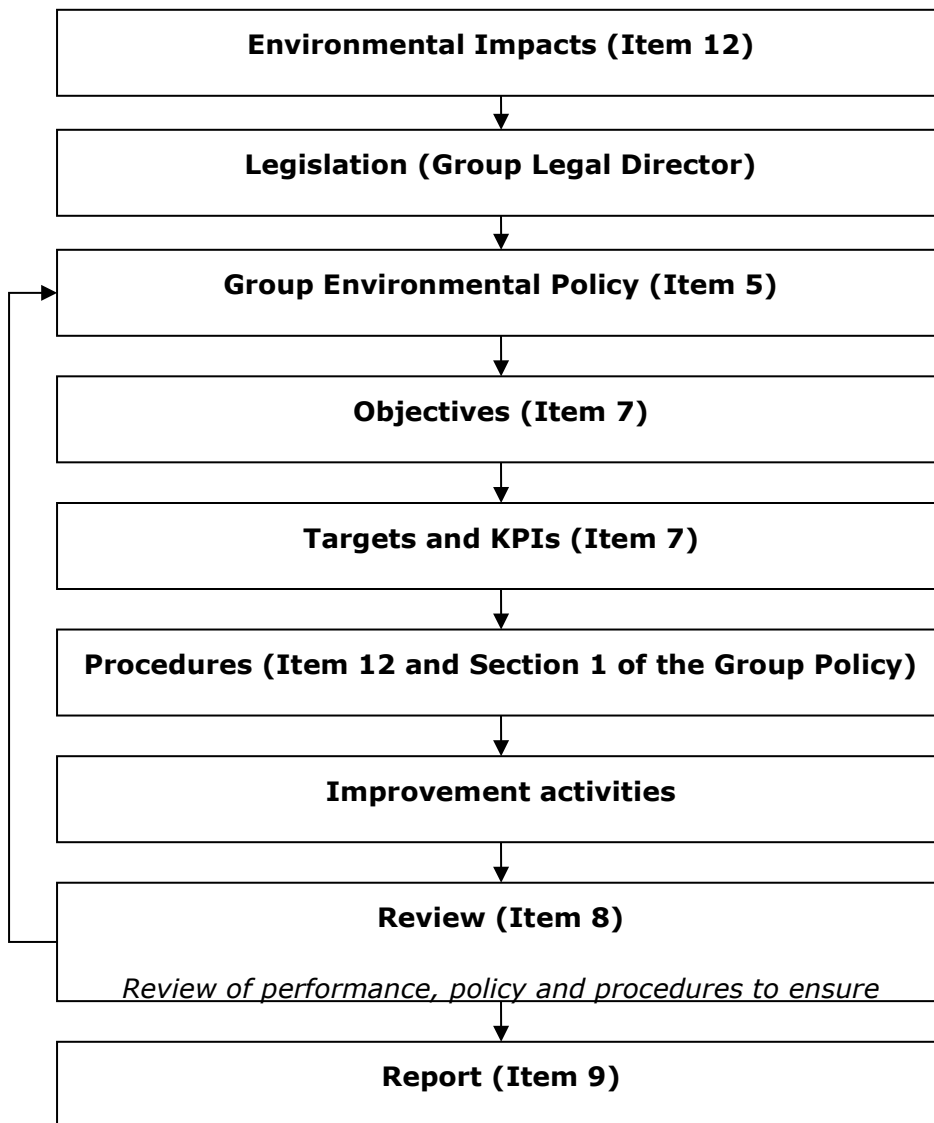 Environmental Impacts (Item 12)
Legislation (Group Legal Director)
Group Environmental Policy (Item 5)
Objectives (Item 7)
Targets and KPIs (Item 7)
Procedures (Item 12 and Section 1 of the Group Policy)
Improvement activities
Review (Item 8)
Review of performance, policy and procedures to ensure
Report (Item 9)